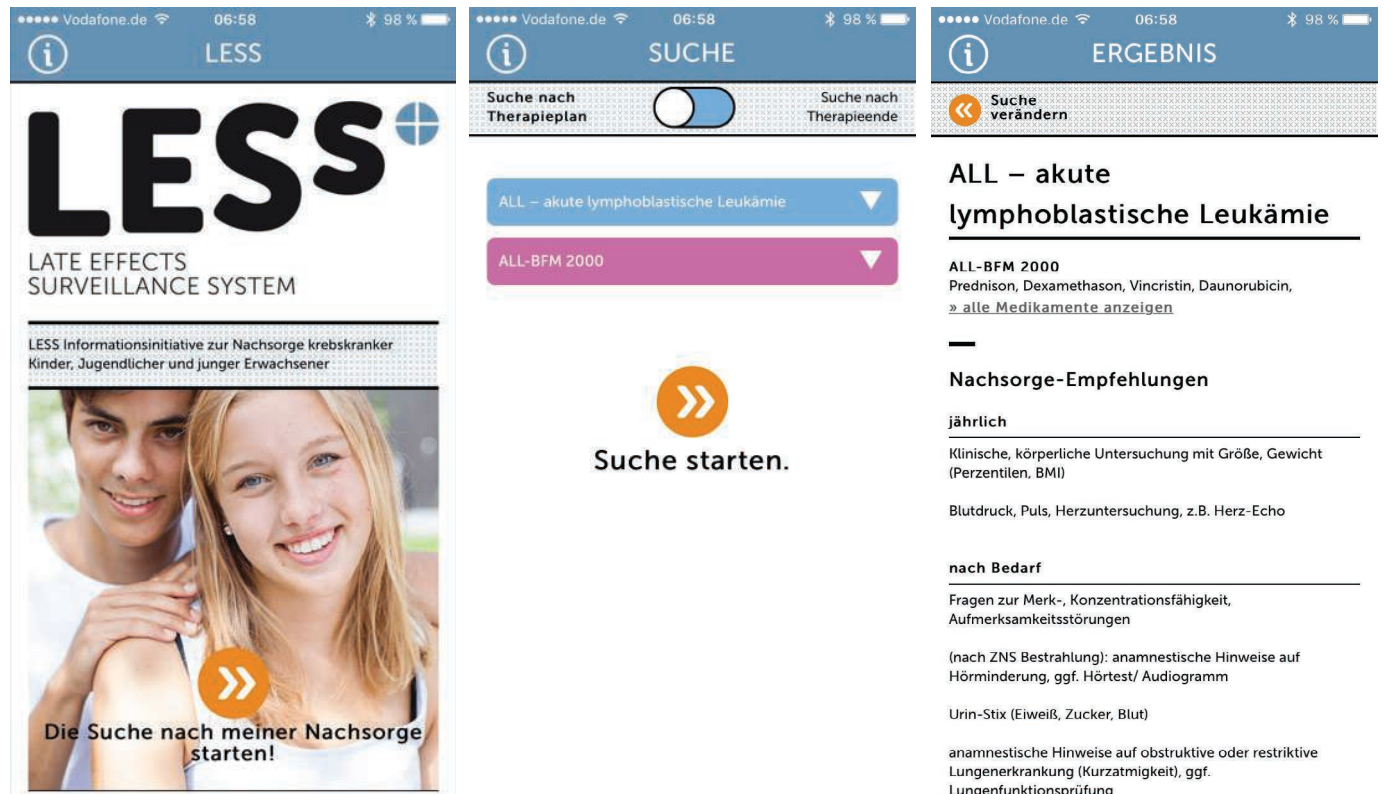 Vodafone.de 06:58 98 %
LESS
LESS
LATE EFFECTS
SURVEILLANCE SYSTEM
LESS Informationsinitiative zur Nachsorge krebskranker
Kinder, Jugendlicher und junger Erwachsener
Die Suche nach meiner Nachsorge
starten!
Vodafone.de 06:58 98 %
SUCHE
Suche nach
Therapieplan
Suche nach
Therapieende
ALL – akute lymphoblastische Leukämie
ALL-BFM 2000
Suche starten.
Vodafone.de 06:58 98 %
ERGEBNIS
Suche
verändern
ALL – akute
lymphoblastische Leukämie
ALL-BFM 2000
Prednison, Dexamethason, Vincristin, Daunorubicin,
» alle Medikamente anzeigen
Nachsorge-Empfehlungen
jährlich
Klinische, körperliche Untersuchung mit Größe, Gewicht
(Perzentilen, BMI)
Blutdruck, Puls, Herzuntersuchung, z.B. Herz-Echo
nach Bedarf
Fragen zur Merk-, Konzentrationsfähigkeit,
Aufmerksamkeitsstörungen
(nach ZNS Bestrahlung): anamnestische Hinweise auf
Hörminderung, ggf. Hörtest/ Audiogramm
Urin-Stix (Eiweiß, Zucker, Blut)
anamnestische Hinweise auf obstruktive oder restriktive
Lungenerkrankung (Kurzatmigkeit), ggf.
Lungenfunktionsprüfung